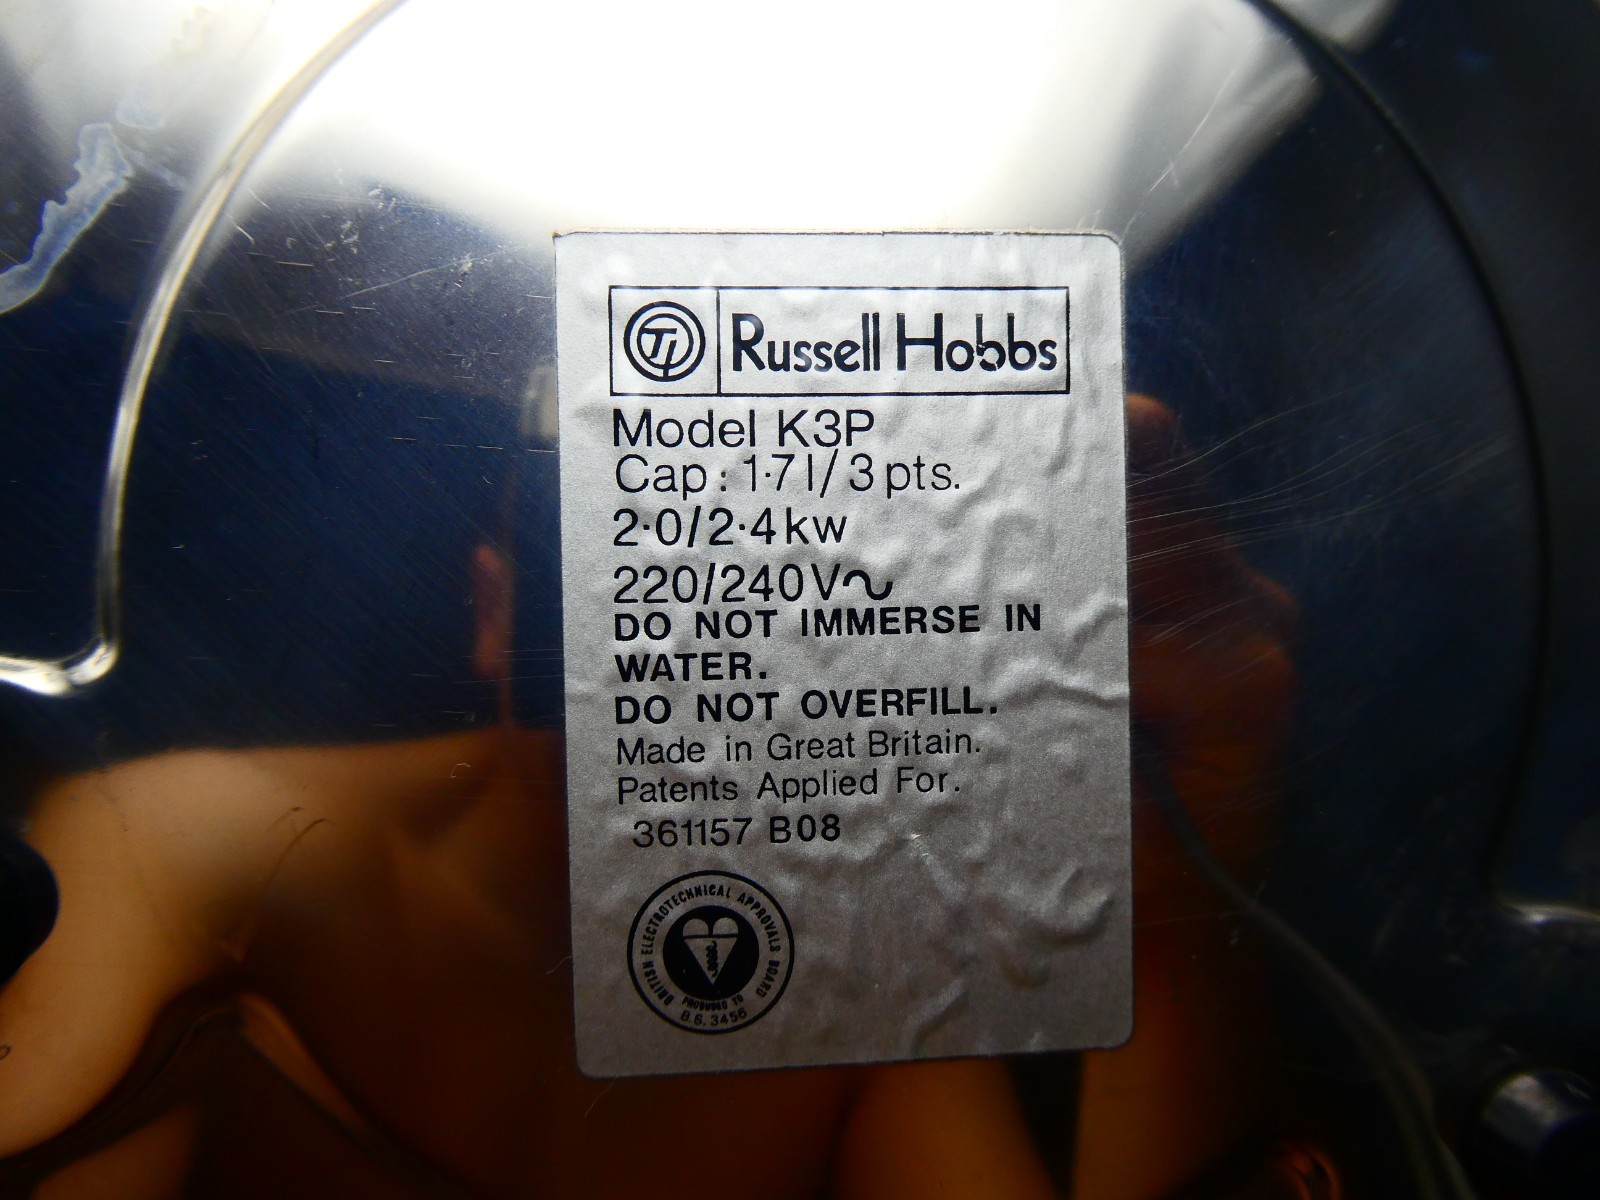 TI Russell Hobbs
Model K3P
Cap : 1·7 l/ 3 pts.
2·0/2·4 kw
220/240V~
DO NOT IMMERSE IN
WATER.
DO NOT OVERFILL.
Made in Great Britain.
Patents Applied For.
361157 B08
BRITISH ELECTROTECHNICAL APPROVALS BOARD
PRODUCED TO
B.S. 3456